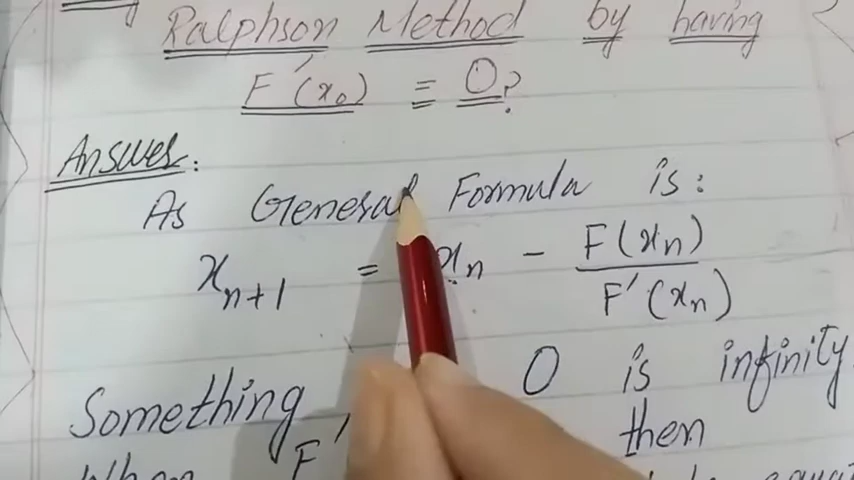 Ralphson Method by having
F'(x₀) = 0?
Answer:
As General Formula is:
xₙ₊₁ = xₙ - F(xₙ) / F'(xₙ)
Something 0 is infinity
When F' then